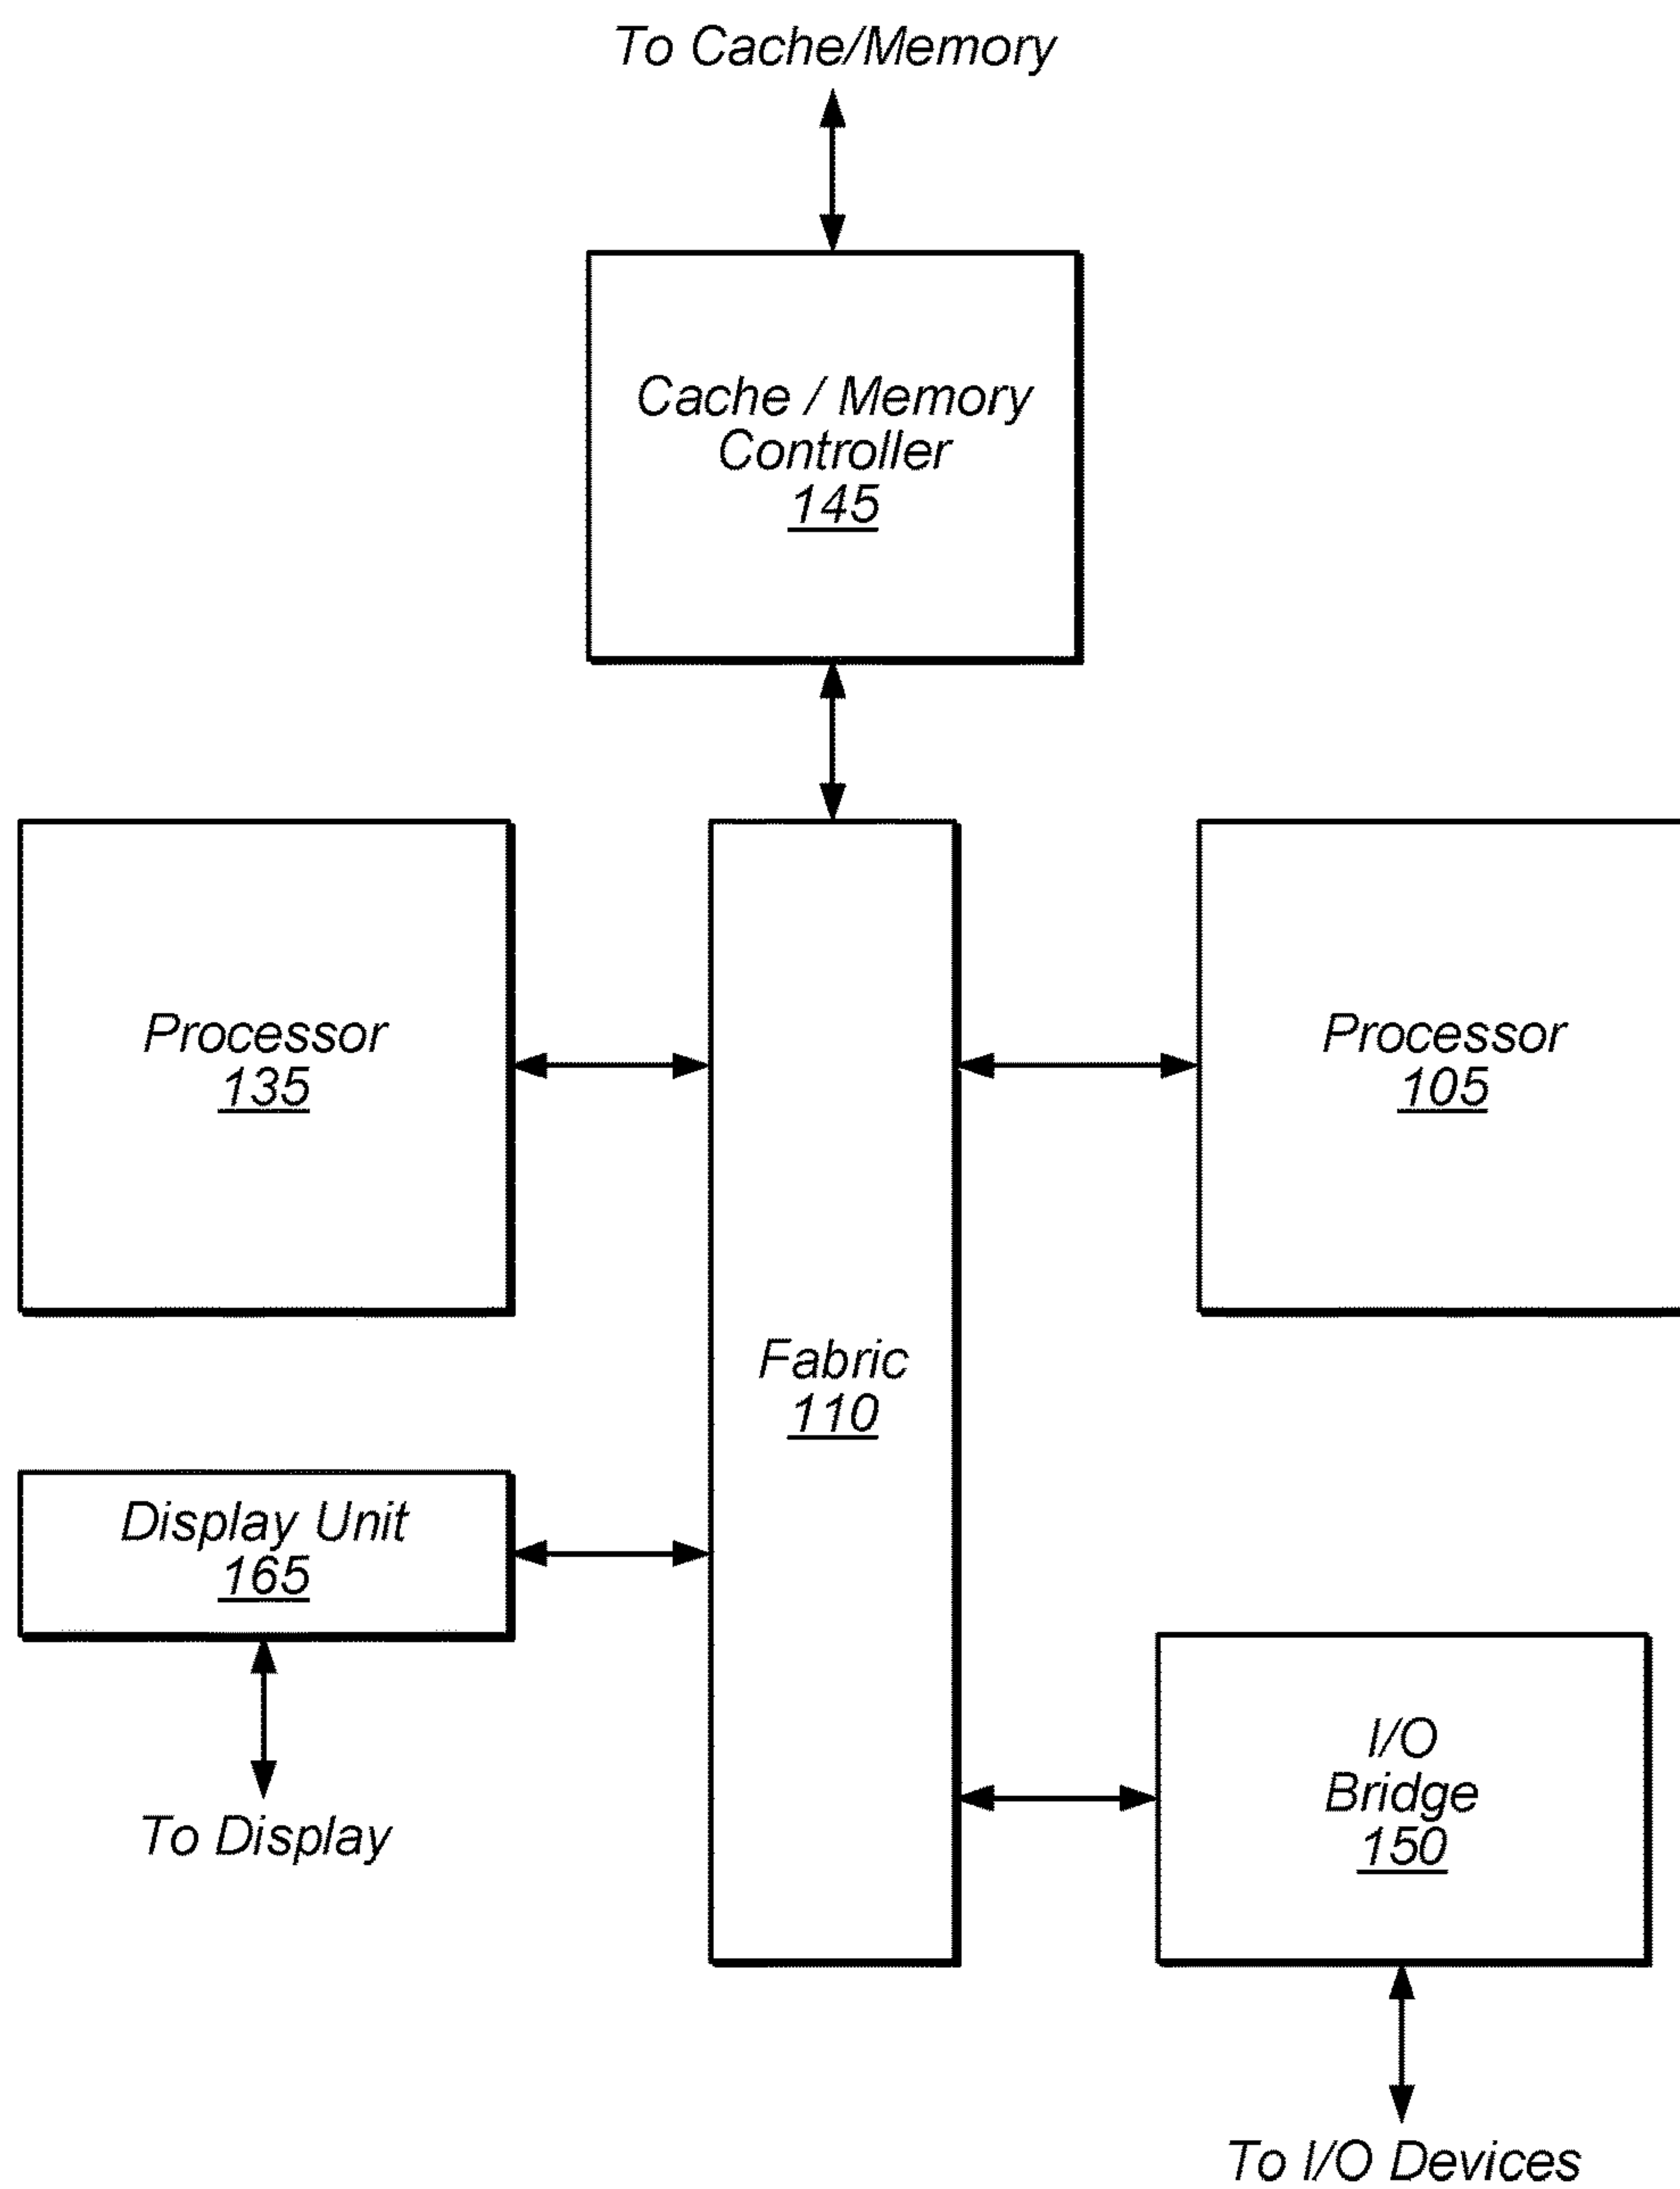 To Cache/Memory
Cache / Memory
Controller
145
Processor
135
Processor
105
Fabric
110
Display Unit
165
To Display
I/O
Bridge
150
To I/O Devices